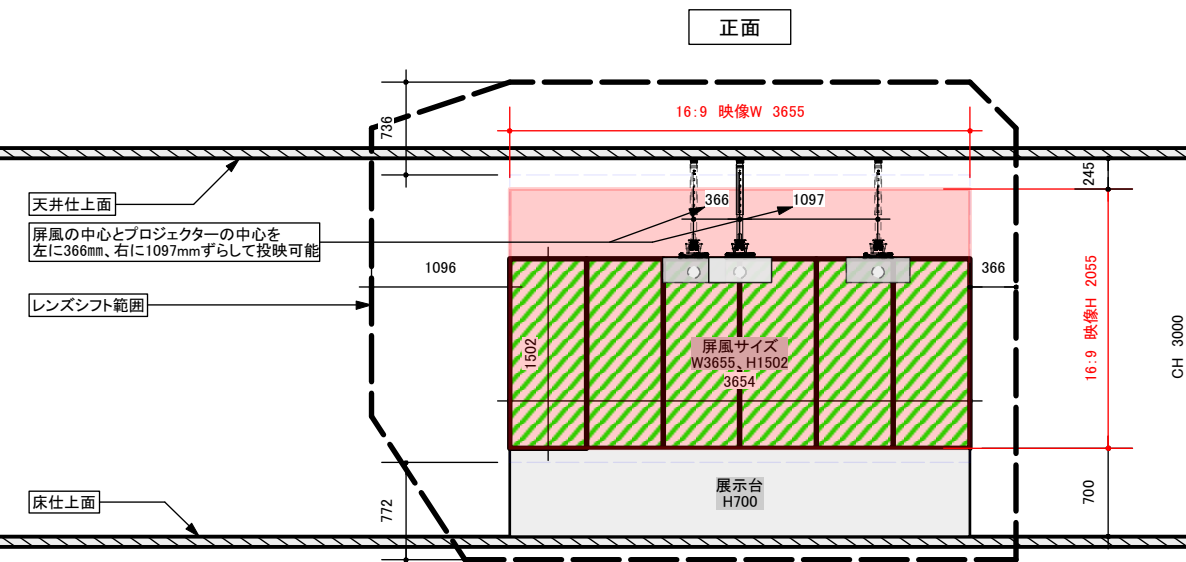 正面
16:9 映像W 3655
736
245
天井仕上面
366
1097
屏風の中心とプロジェクターの中心を
左に366㎜、右に1097mmずらして投映可能
1096
366
レンズシフト範囲
1502
屏風サイズ
W3655、H1502
3654
16:9 映像H 2055
CH 3000
床仕上面
772
展示台
H700
700